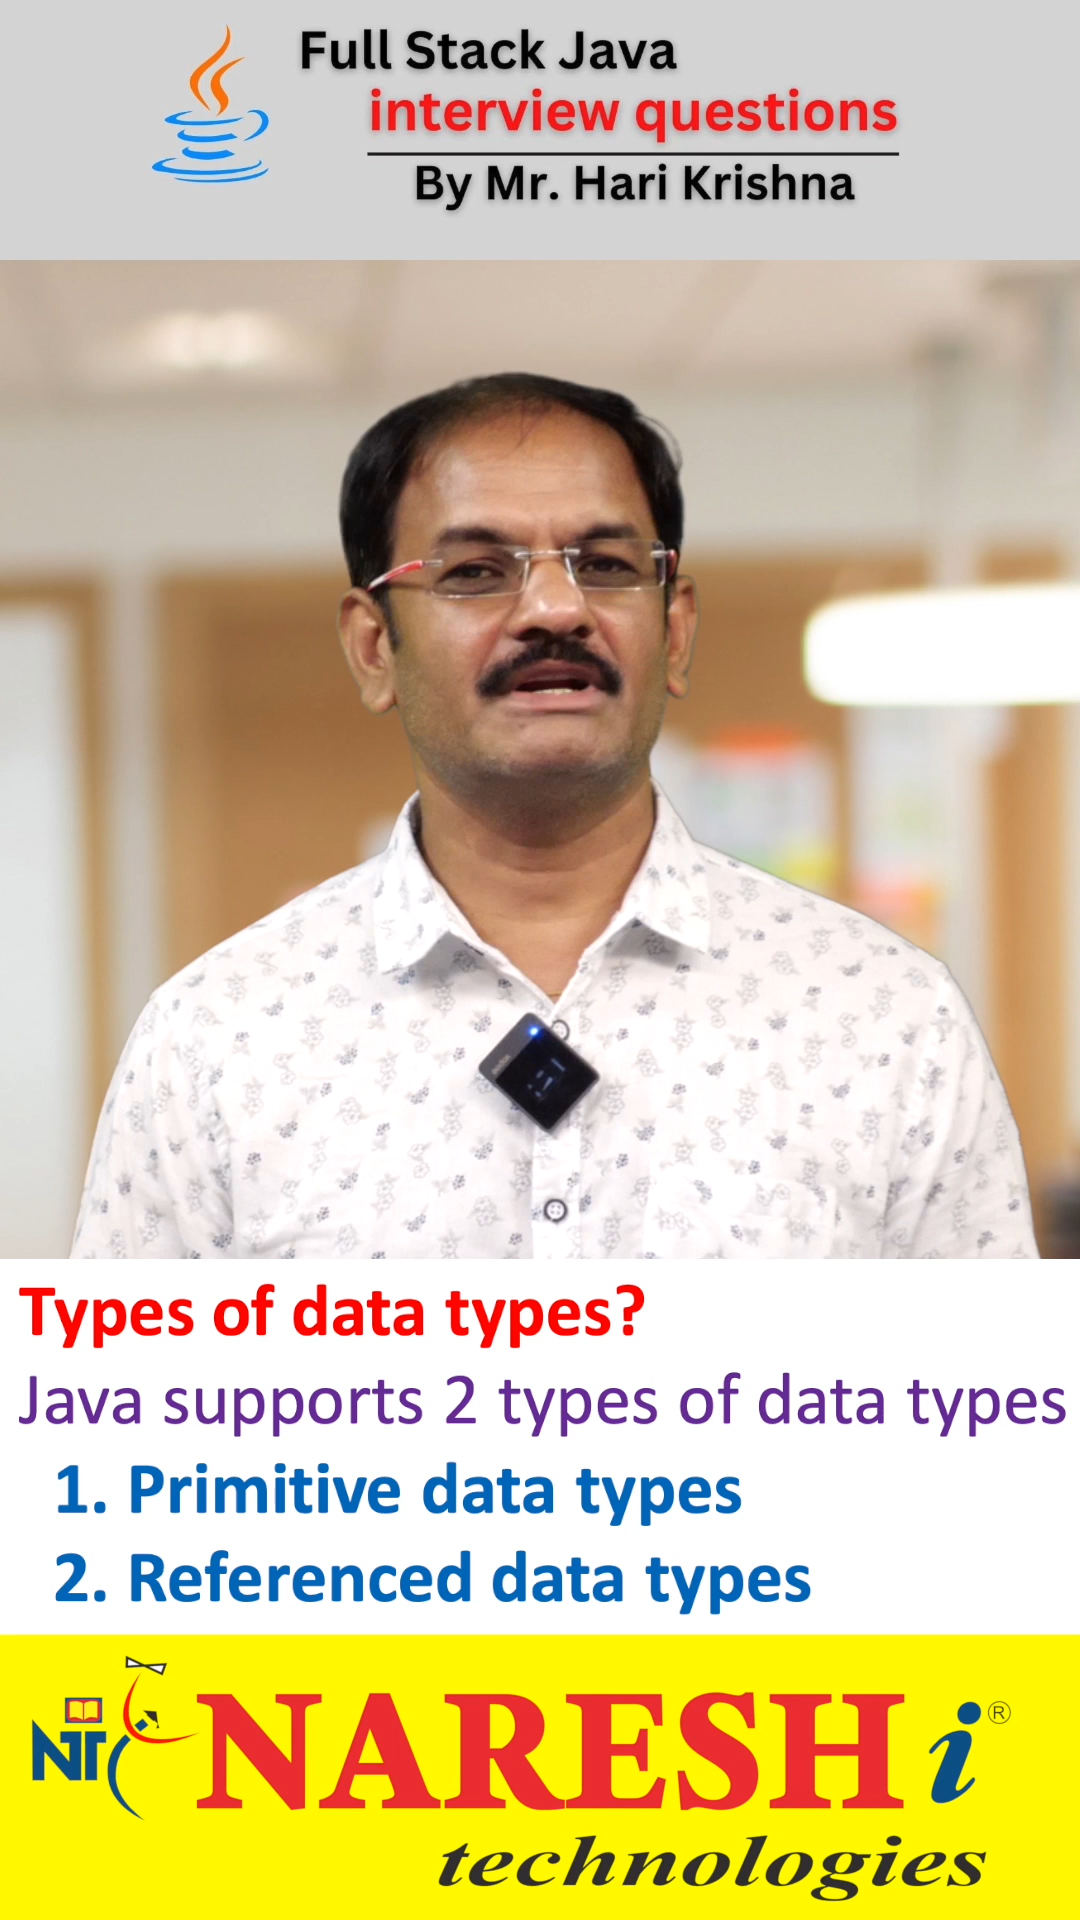 Full Stack Java
interview questions
By Mr. Hari Krishna
Types of data types?
Java supports 2 types of data types
1. Primitive data types
2. Referenced data types
NT
NARESH i ®
technologies